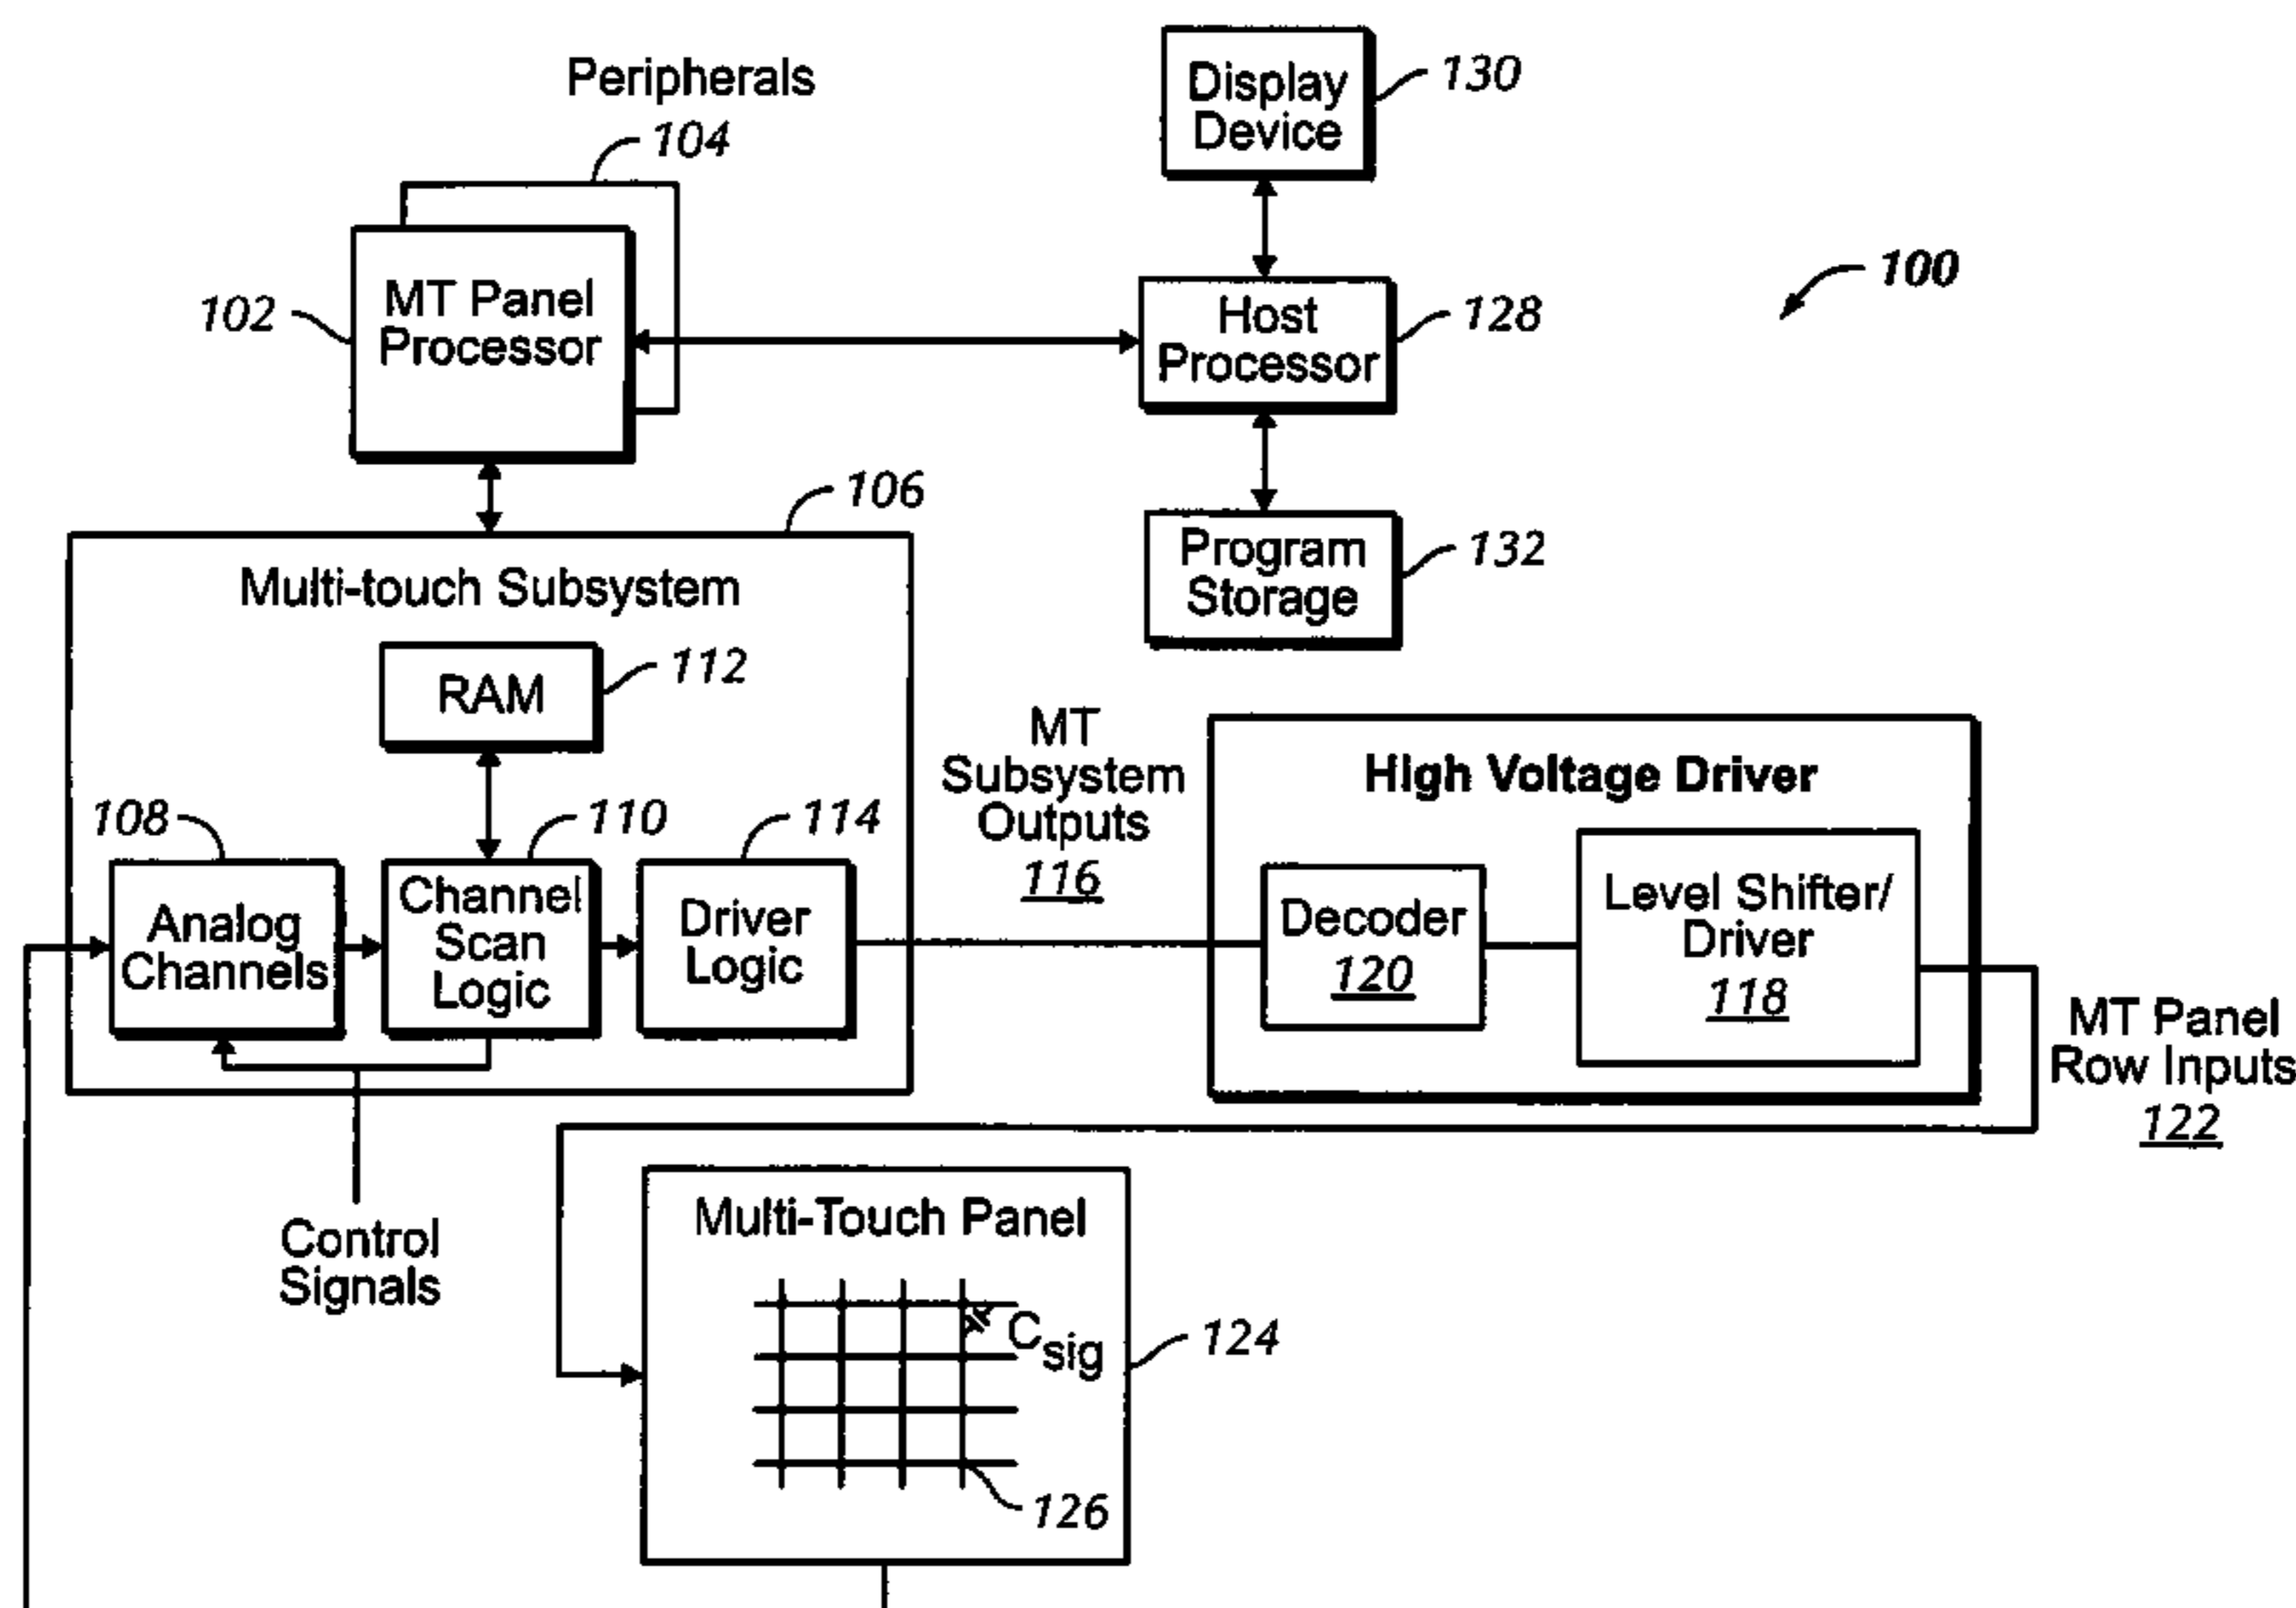 Peripherals
104
Display
Device
130
100
MT Panel
Processor
102
Host
Processor
128
106
Program
Storage
132
Multi-touch Subsystem
RAM
112
MT
Subsystem
Outputs
116
High Voltage Driver
108
110
114
Analog
Channels
Channel
Scan
Logic
Driver
Logic
Decoder
120
Level Shifter/
Driver
118
MT Panel
Row Inputs
122
Control
Signals
Multi-Touch Panel
Csig
124
126